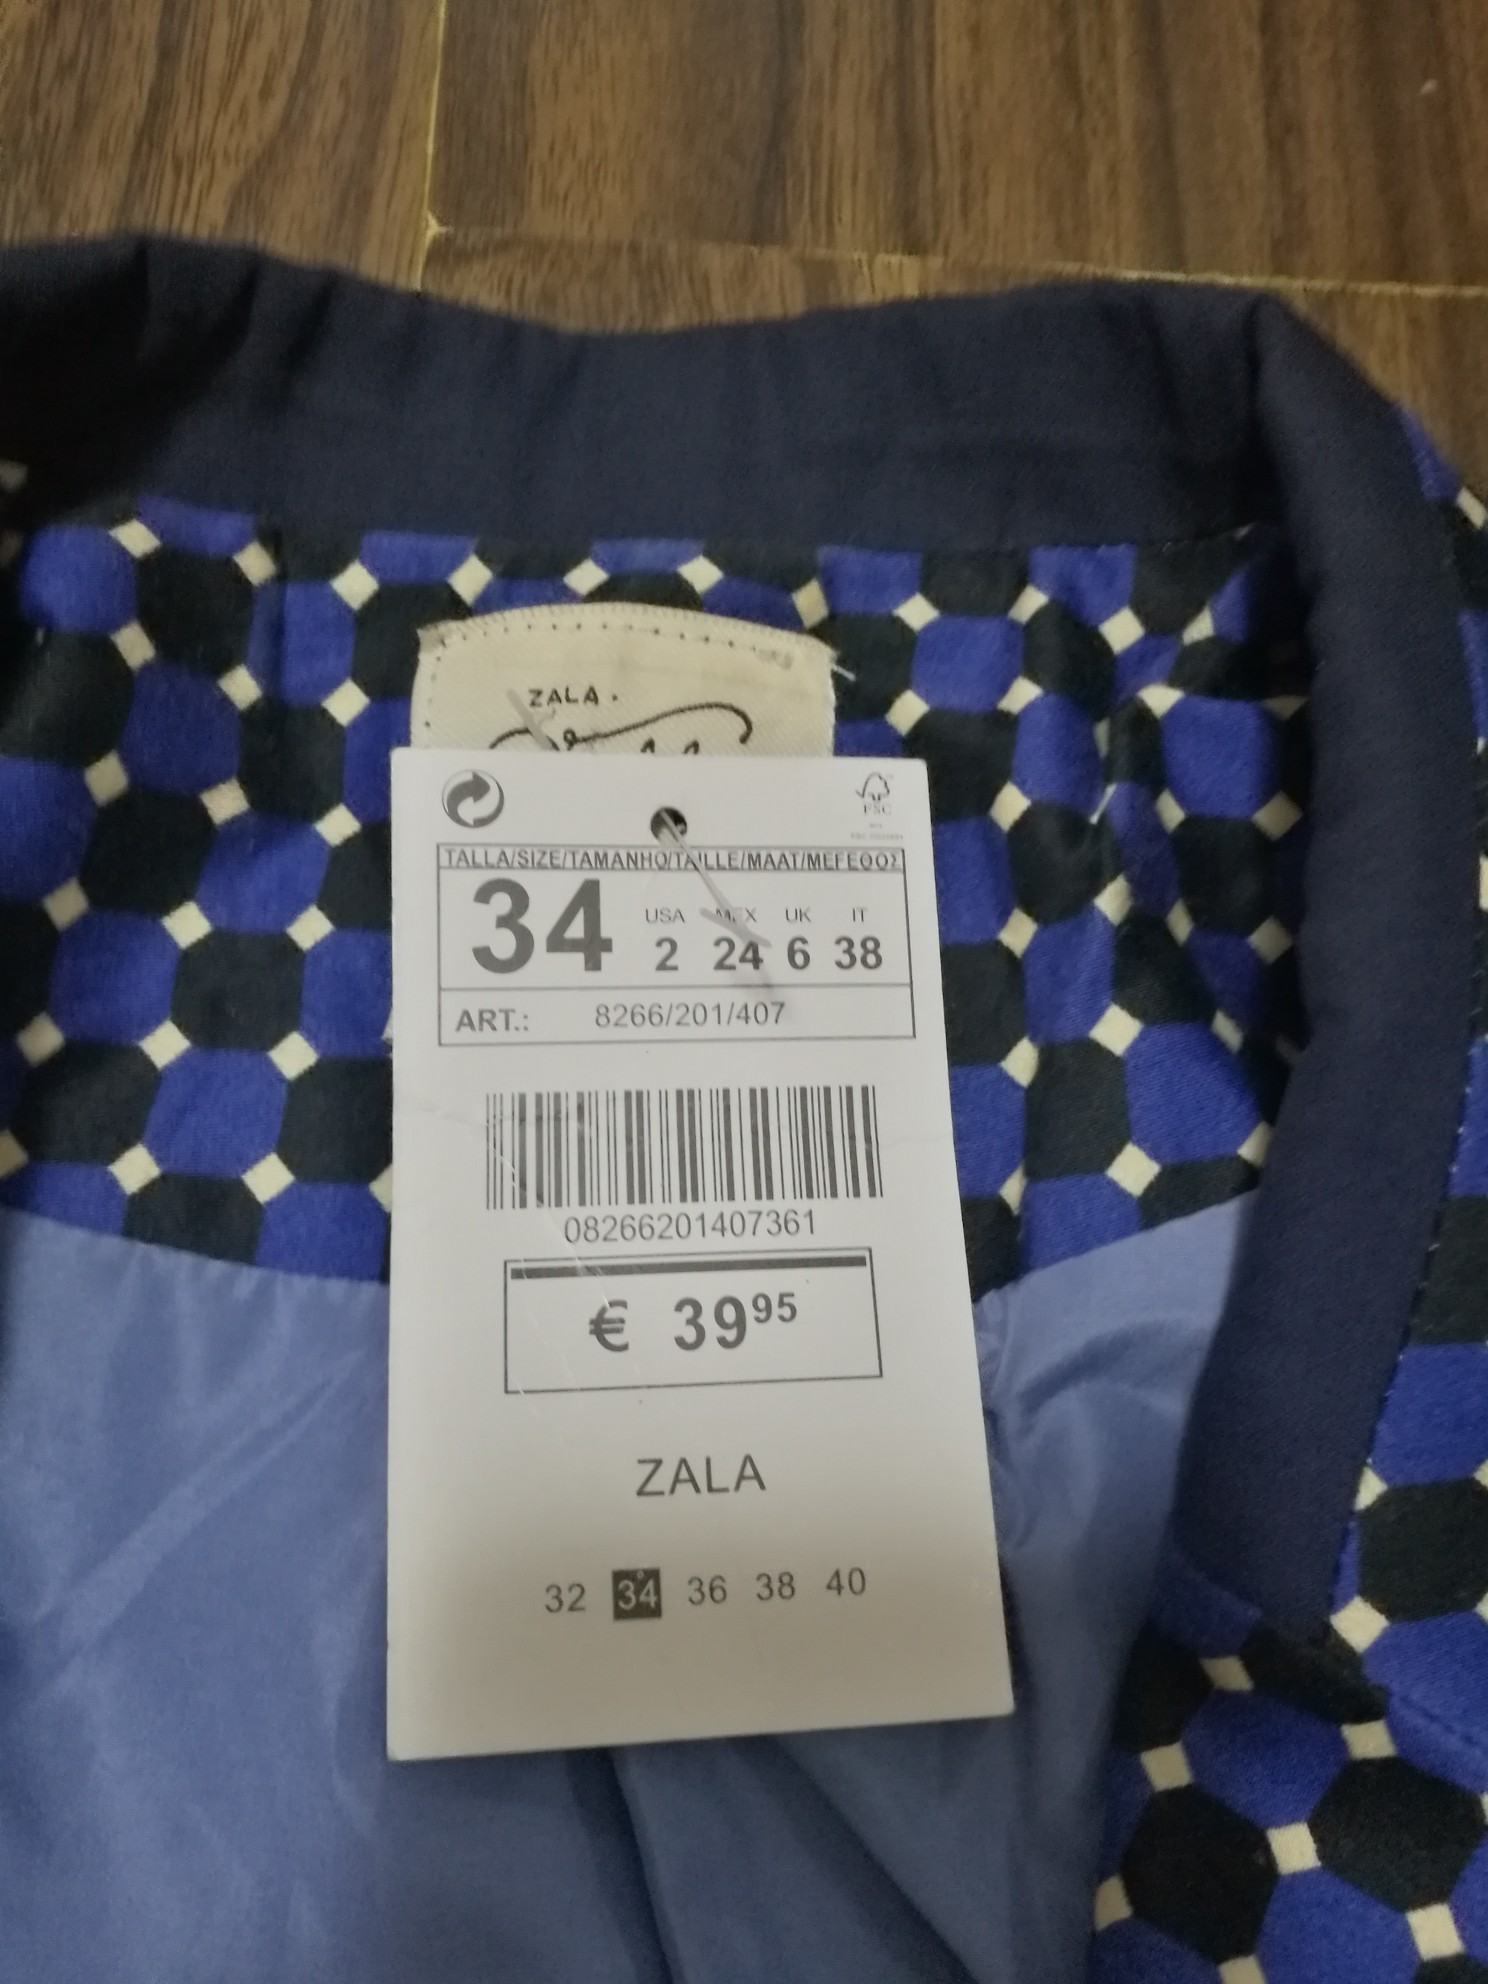 ZALA.
FSC
TALLA/SIZE/TAMANHO/TAILLE/MAAT/ΜΕΓΕΘΟΣ
34
USA MEX UK IT
2 24 6 38
ART.: 8266/201/407
08266201407361
€ 39 95
ZALA
32 34 36 38 40